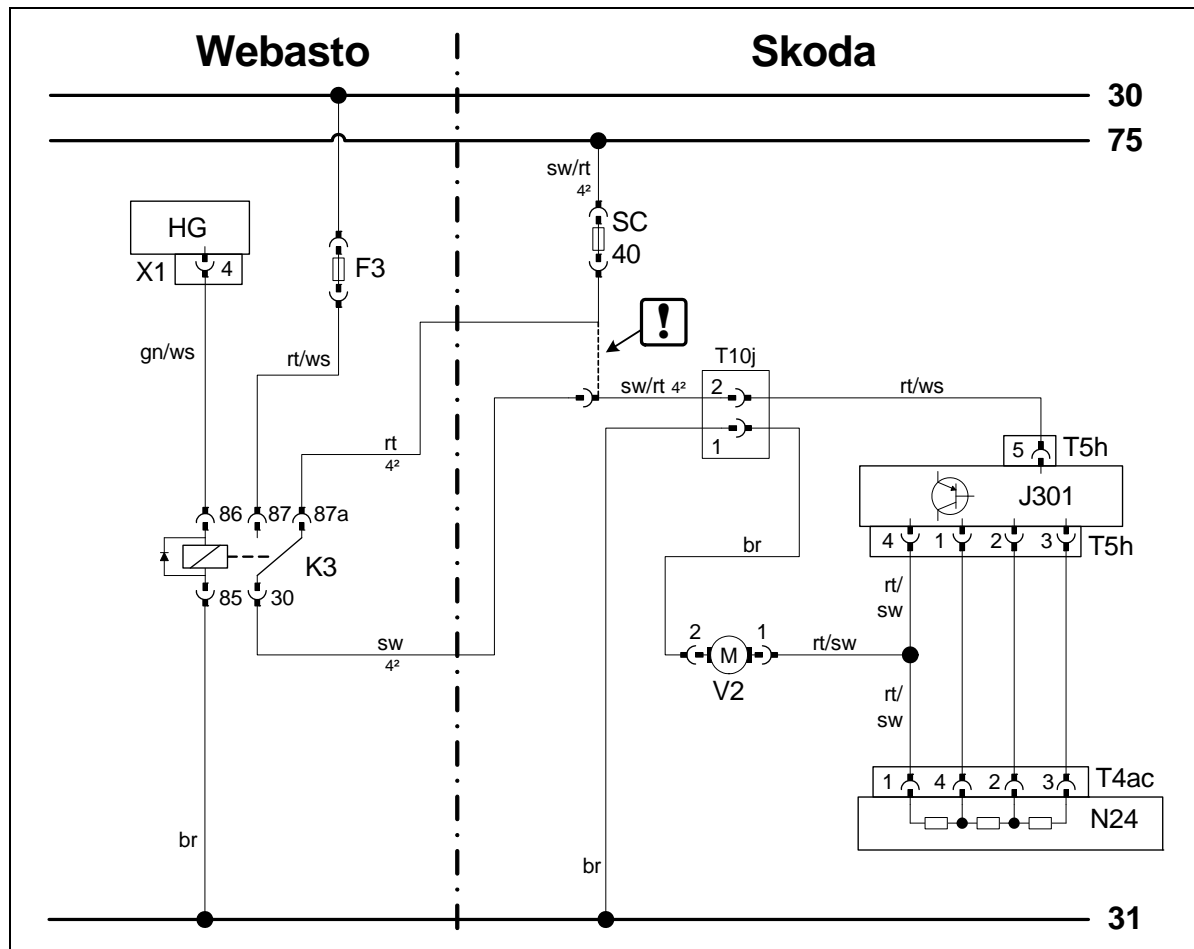 Webasto Skoda
30
75
sw/rt
4²
HG
SC
40
X1 4
F3
!
gn/ws
rt/ws
T10j
sw/rt 4² 2
rt/ws
rt
4²
1
5 T5h
J301
86 87 87a
4 1 2 3 T5h
br
K3
85 30
rt/
sw
sw
4²
2 M 1 rt/sw
V2
rt/
sw
1 4 2 3 T4ac
N24
br
br
31